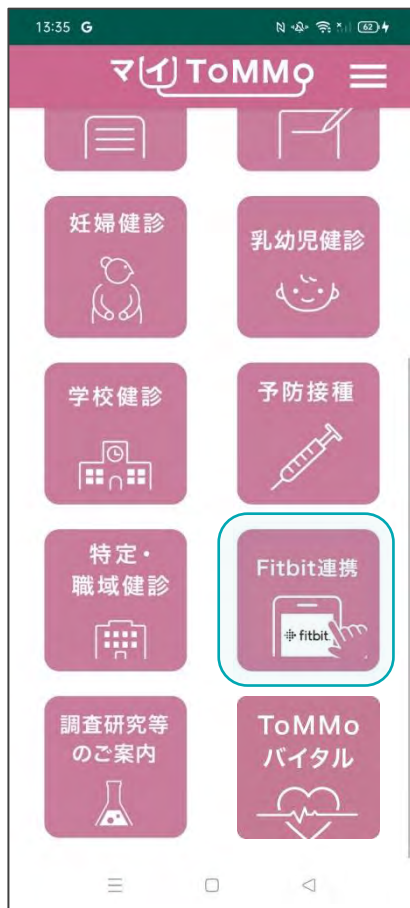 13:35 G
62
マイToMMo
妊婦健診
乳幼児健診
学校健診
予防接種
特定・
職域健診
Fitbit連携
fitbit
調査研究等
のご案内
ToMMo
バイタル